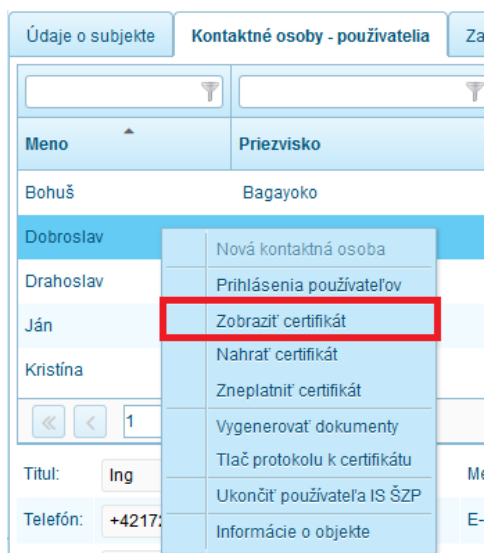 Údaje o subjekte Kontaktné osoby - používatelia
Meno Priezvisko
Bohuš Bagayoko
Dobroslav
Drahoslav
Ján
Kristína
1
Nová kontaktná osoba
Prihlásenia používateľov
Zobraziť certifikát
Nahrať certifikát
Zneplatniť certifikát
Vygenerovať dokumenty
Tlač protokolu k certifikátu
Ukončiť používateľa IS ŠZP
Informácie o objekte
Titul: Ing
Telefón: +4217